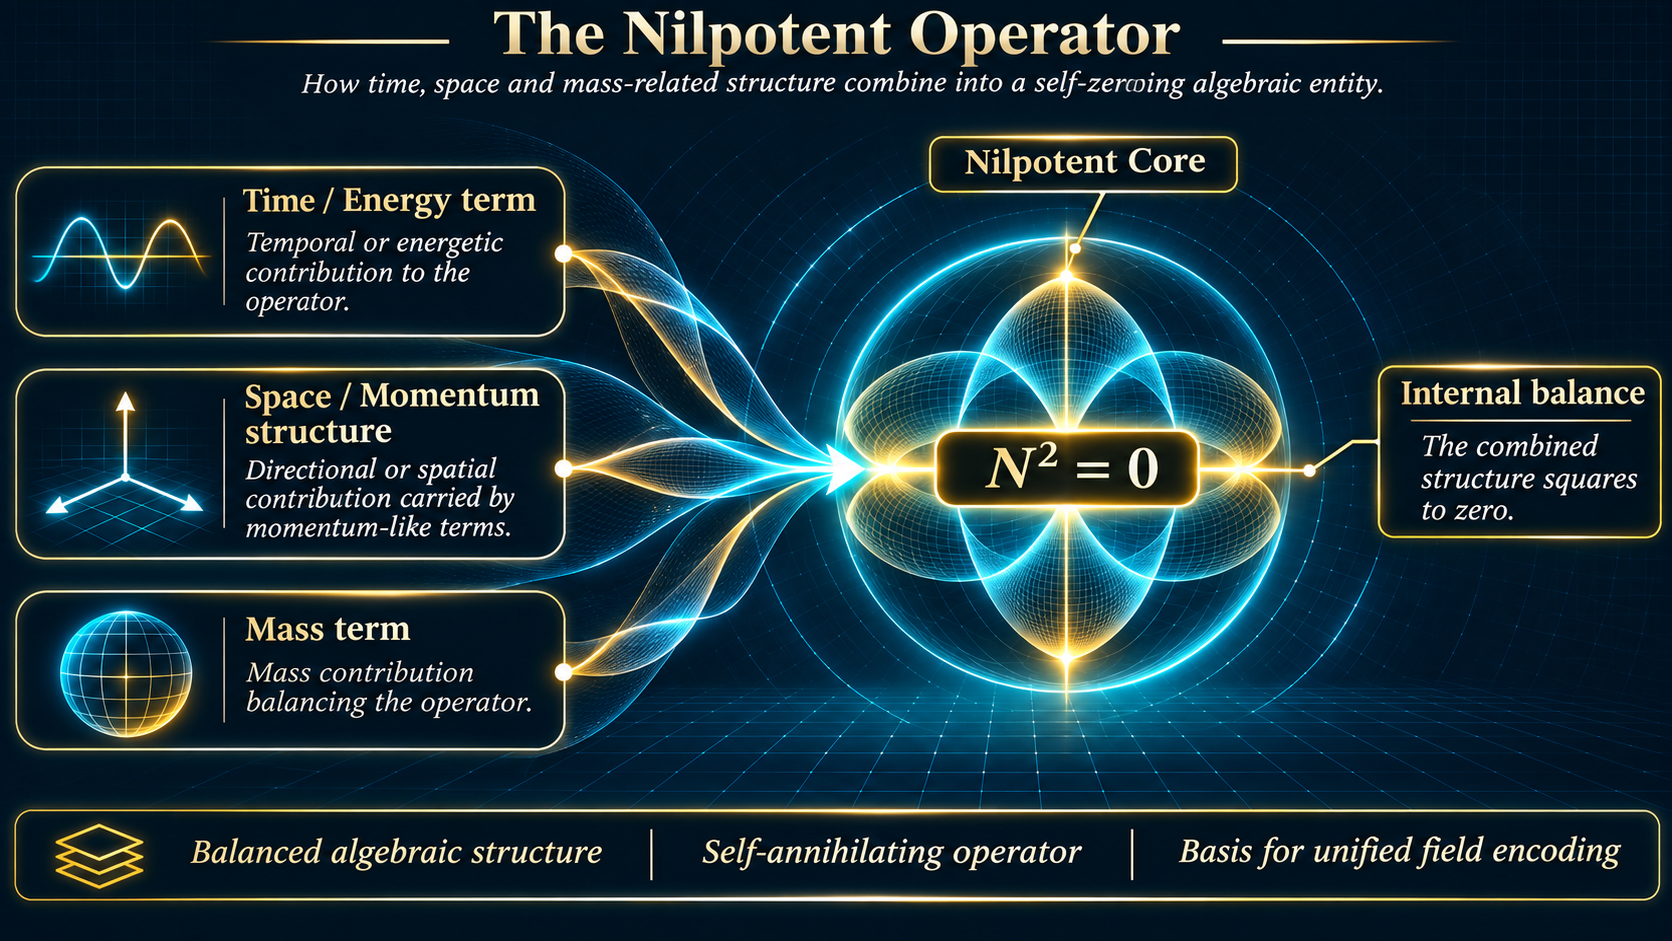 The Nilpotent Operator
How time, space and mass-related structure combine into a algebraic entity.
Nilpotent Core
Time / Energy term
Temporal or energetic
contribution to the
operator.
Space / Momentum
structure
Directional or spatial
contribution carried by
momentum-like terms.
Mass term
Mass contribution
balancing the operator.
N² = 0
Internal balance
The combined
structure squares
to zero.
Balanced algebraic structure
Self-annihilating operator
Basis for unified field encoding